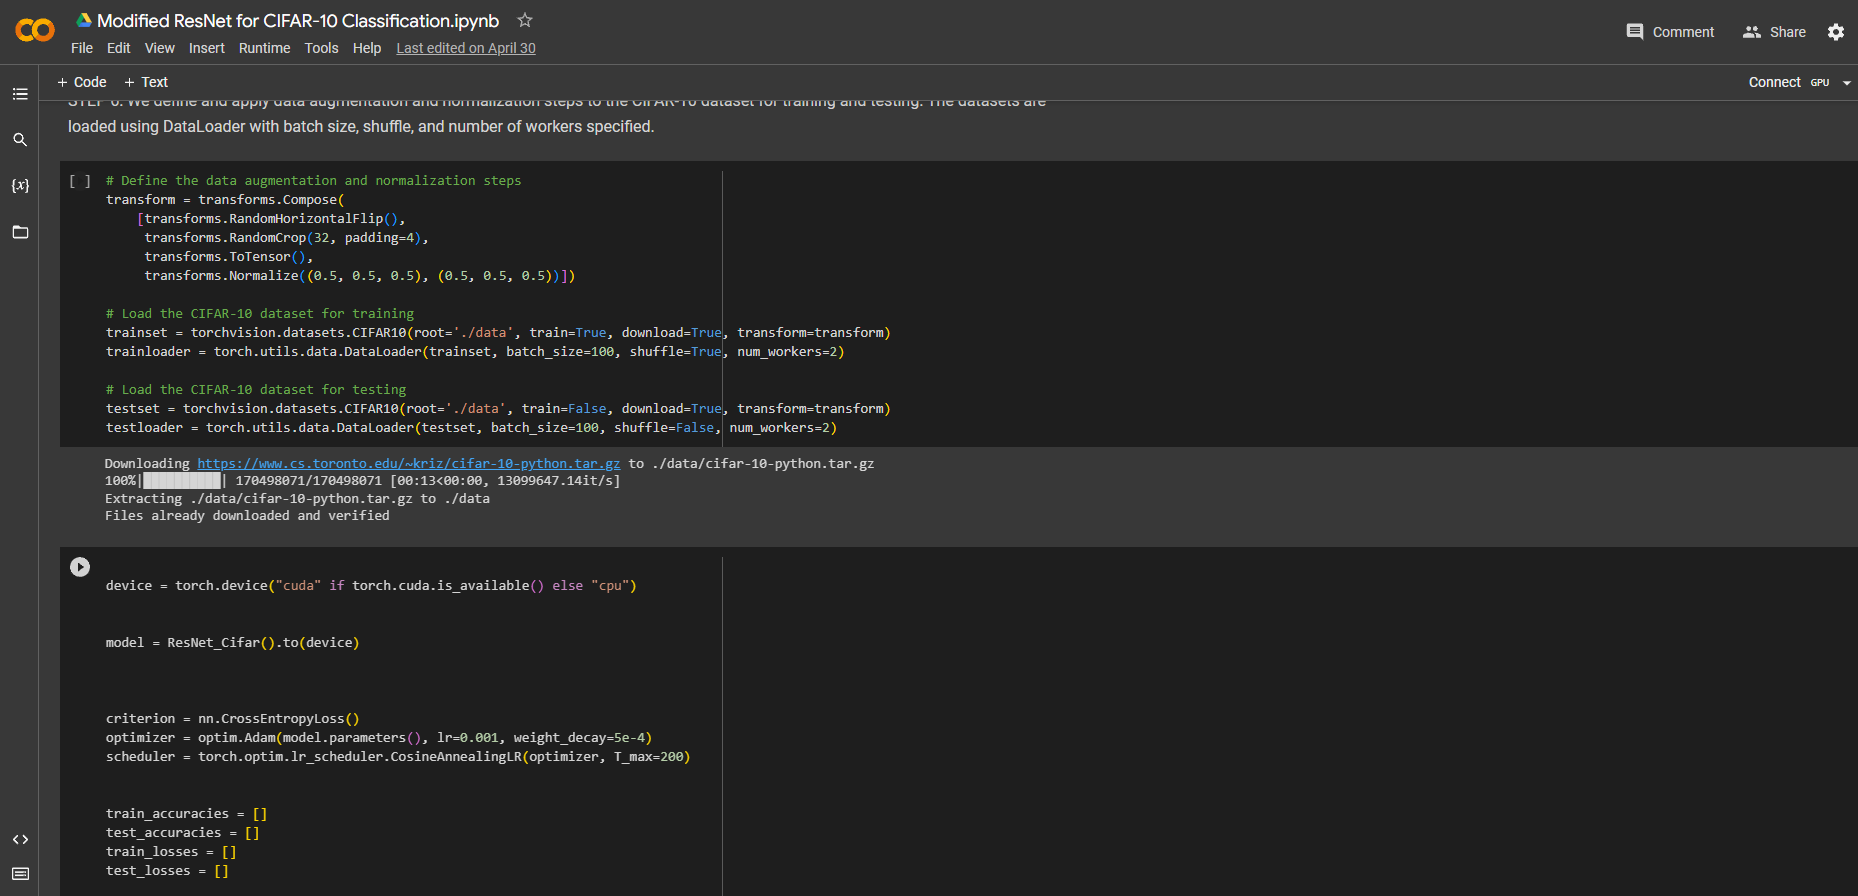 Modified ResNet for CIFAR-10 Classification.ipynb
File Edit View Insert Runtime Tools Help Last edited on April 30
Comment Share
+ Code + Text
Connect GPU
STEP 6: We define and apply data augmentation and normalization steps to the CIFAR-10 dataset for training and testing. The datasets are
loaded using DataLoader with batch size, shuffle, and number of workers specified.
[ ] # Define the data augmentation and normalization steps
transform = transforms.Compose(
[transforms.RandomHorizontalFlip(),
transforms.RandomCrop(32, padding=4),
transforms.ToTensor(),
transforms.Normalize((0.5, 0.5, 0.5), (0.5, 0.5, 0.5))])
# Load the CIFAR-10 dataset for training
trainset = torchvision.datasets.CIFAR10(root='./data', train=True, download=True, transform=transform)
trainloader = torch.utils.data.DataLoader(trainset, batch_size=100, shuffle=True, num_workers=2)
# Load the CIFAR-10 dataset for testing
testset = torchvision.datasets.CIFAR10(root='./data', train=False, download=True, transform=transform)
testloader = torch.utils.data.DataLoader(testset, batch_size=100, shuffle=False, num_workers=2)
Downloading https://www.cs.toronto.edu/~kriz/cifar-10-python.tar.gz to ./data/cifar-10-python.tar.gz
100%|██████████| 170498071/170498071 [00:13<00:00, 13099647.14it/s]
Extracting ./data/cifar-10-python.tar.gz to ./data
Files already downloaded and verified
device = torch.device("cuda" if torch.cuda.is_available() else "cpu")
model = ResNet_Cifar().to(device)
criterion = nn.CrossEntropyLoss()
optimizer = optim.Adam(model.parameters(), lr=0.001, weight_decay=5e-4)
scheduler = torch.optim.lr_scheduler.CosineAnnealingLR(optimizer, T_max=200)
train_accuracies = []
test_accuracies = []
train_losses = []
test_losses = []